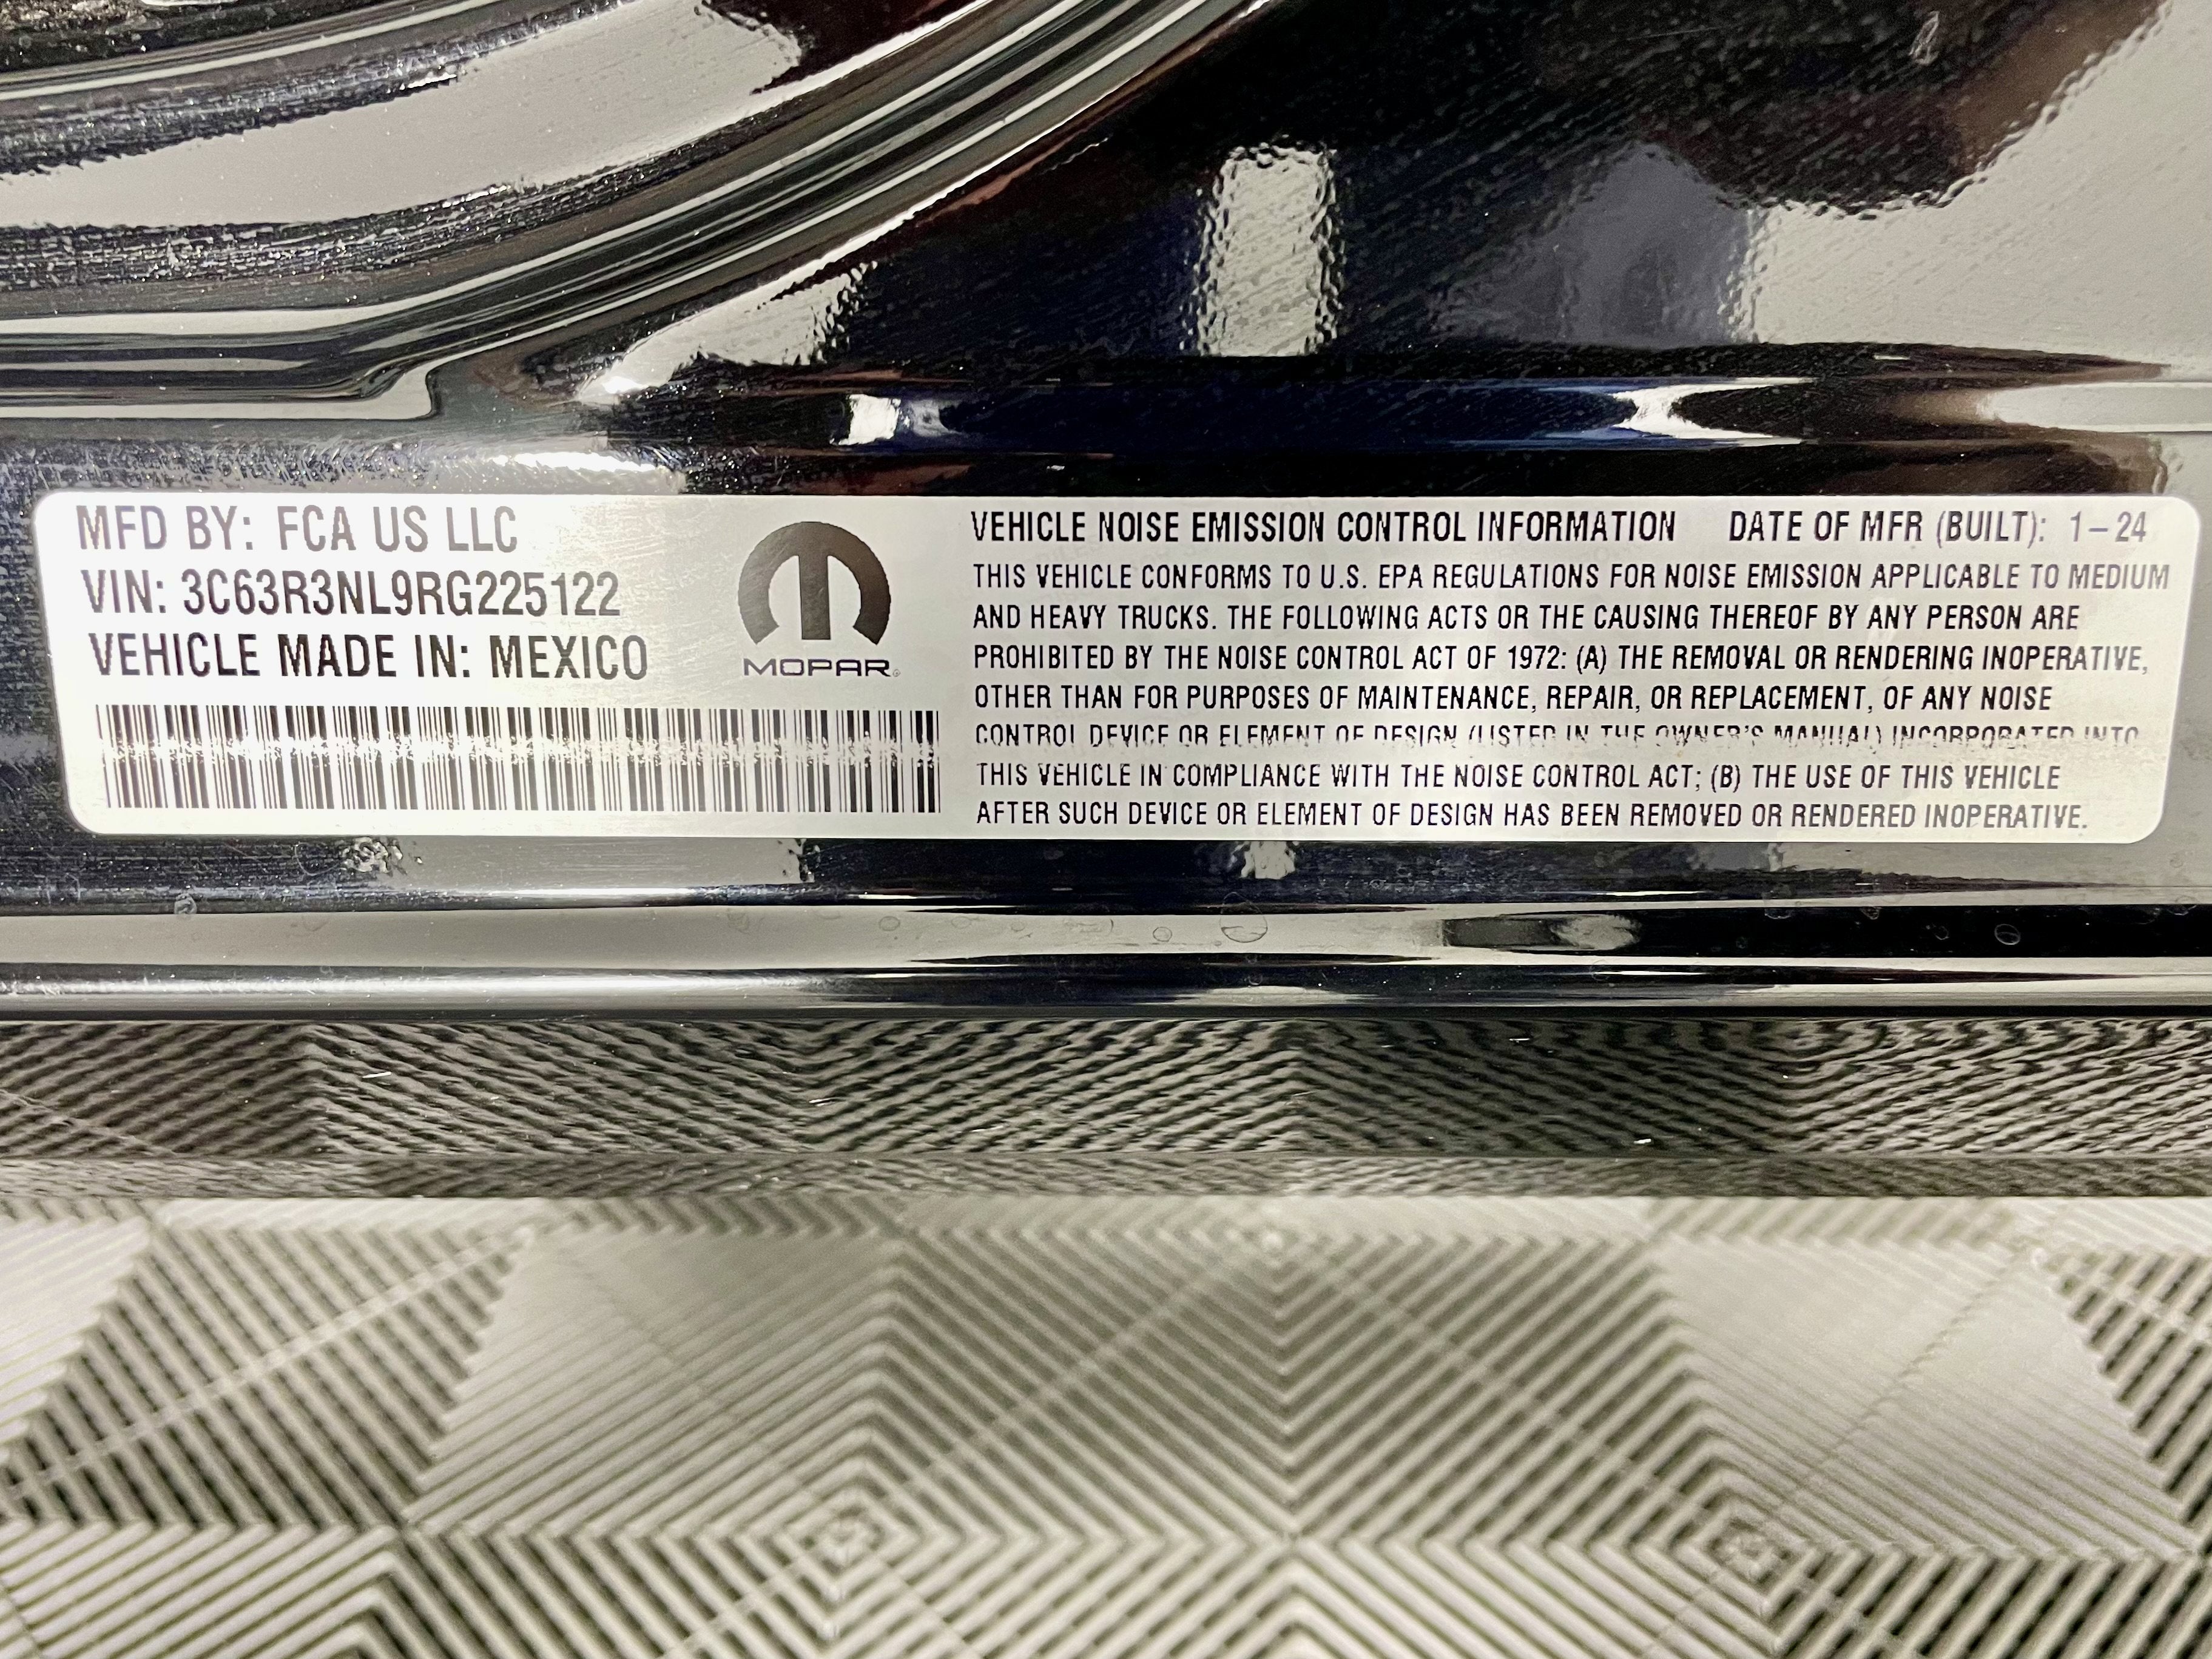 MFD BY: FCA US LLC
VIN: 3C63R3NL9RG225122
VEHICLE MADE IN: MEXICO
MOPAR®
VEHICLE NOISE EMISSION CONTROL INFORMATION DATE OF MFR (BUILT): 1-24
THIS VEHICLE CONFORMS TO U.S. EPA REGULATIONS FOR NOISE EMISSION APPLICABLE TO MEDIUM
AND HEAVY TRUCKS. THE FOLLOWING ACTS OR THE CAUSING THEREOF BY ANY PERSON ARE
PROHIBITED BY THE NOISE CONTROL ACT OF 1972: (A) THE REMOVAL OR RENDERING INOPERATIVE,
OTHER THAN FOR PURPOSES OF MAINTENANCE, REPAIR, OR REPLACEMENT, OF ANY NOISE
CONTROL DEVICE OR ELEMENT OF DESIGN (LISTED IN THE OWNER'S MANUAL) INCORPORATED INTO
THIS VEHICLE IN COMPLIANCE WITH THE NOISE CONTROL ACT; (B) THE USE OF THIS VEHICLE
AFTER SUCH DEVICE OR ELEMENT OF DESIGN HAS BEEN REMOVED OR RENDERED INOPERATIVE.